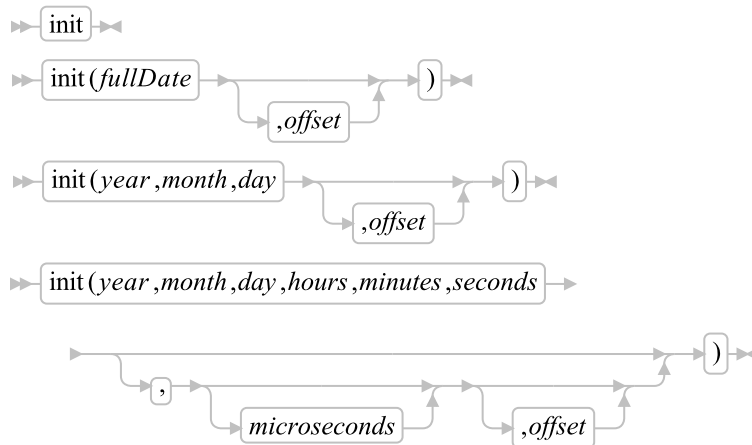 init
init(fullDate )
,offset
init(year,month,day )
,offset
init(year,month,day,hours,minutes,seconds
)
,
microseconds ,offset